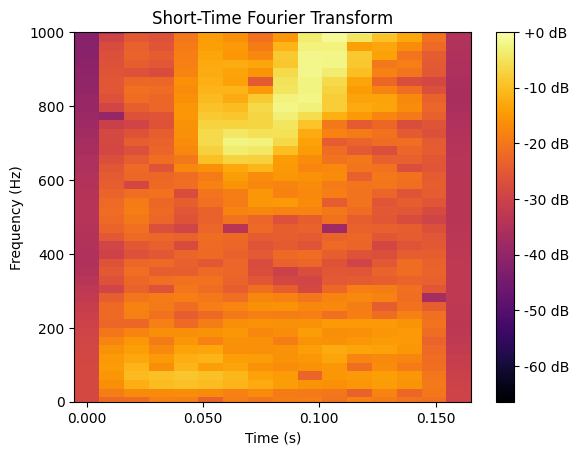 Short-Time Fourier Transform
1000
800
600
400
200
0
Frequency (Hz)
0.000
0.050
0.100
0.150
Time (s)
+0 dB
-10 dB
-20 dB
-30 dB
-40 dB
-50 dB
-60 dB